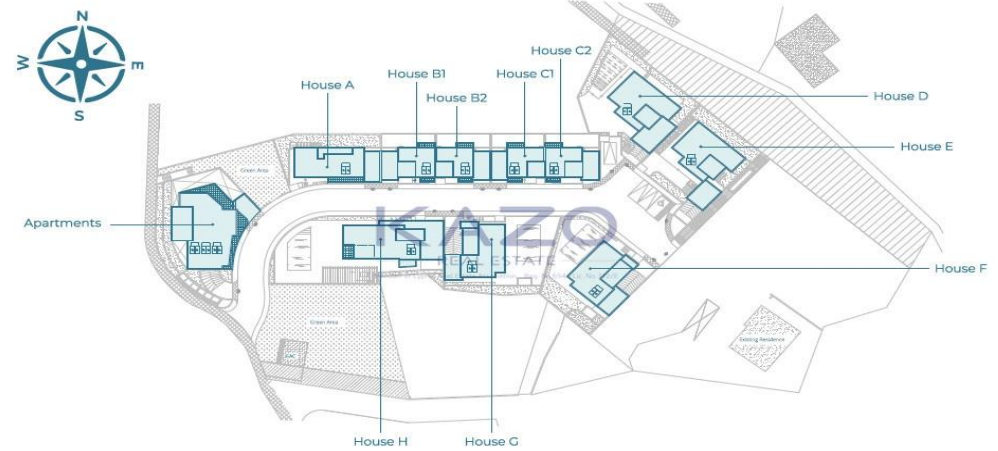 N
W
E
S
House A
House B1
House B2
House C1
House C2
House D
House E
Green Area
Apartments
KAZO
REAL ESTATE
House F
Green Area
Existing Residence
House H
House G